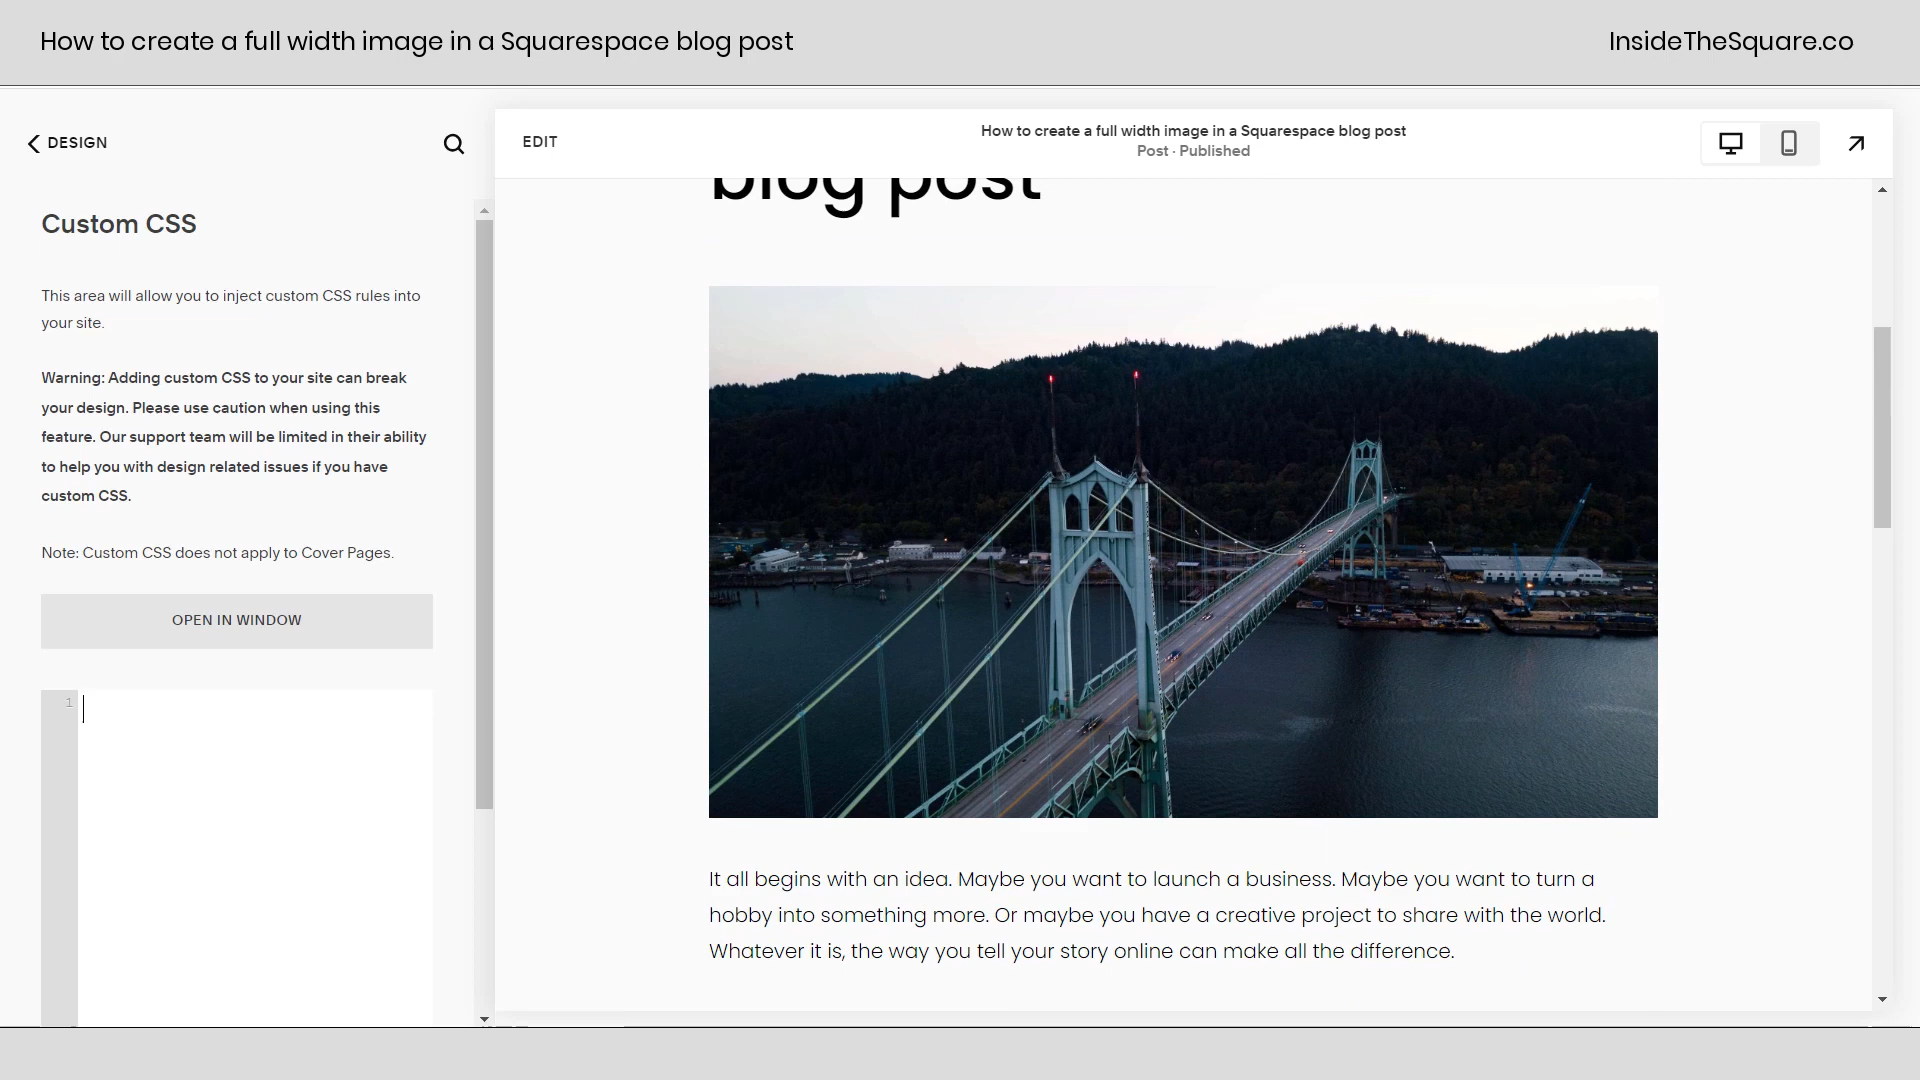 How to create a full width image in a Squarespace blog post
InsideTheSquare.co
DESIGN
Custom CSS
This area will allow you to inject custom CSS rules into
your site.
Warning: Adding custom CSS to your site can break
your design. Please use caution when using this
feature. Our support team will be limited in their ability
to help you with design related issues if you have
custom CSS.
Note: Custom CSS does not apply to Cover Pages.
OPEN IN WINDOW
1
EDIT
How to create a full width image in a Squarespace blog post
Post · Published
blog post
It all begins with an idea. Maybe you want to launch a business. Maybe you want to turn a
hobby into something more. Or maybe you have a creative project to share with the world.
Whatever it is, the way you tell your story online can make all the difference.